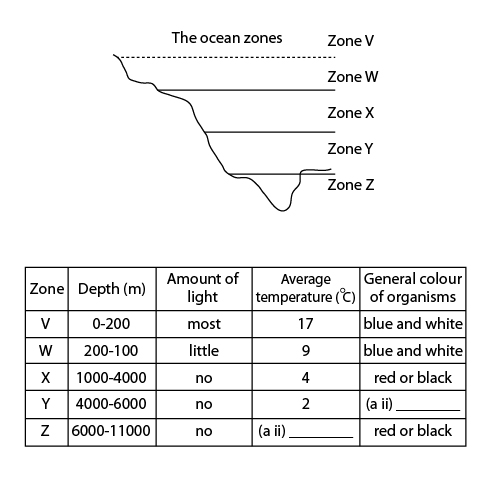 The ocean zones
Zone V
Zone W
Zone X
Zone Y
Zone Z
Zone Depth (m) Amount of light Average temperature (°C) General colour of organisms
V 0-200 most 17 blue and white
W 200-100 little 9 blue and white
X 1000-4000 no 4 red or black
Y 4000-6000 no 2 (a ii) ________
Z 6000-11000 no (a ii) ________ red or black